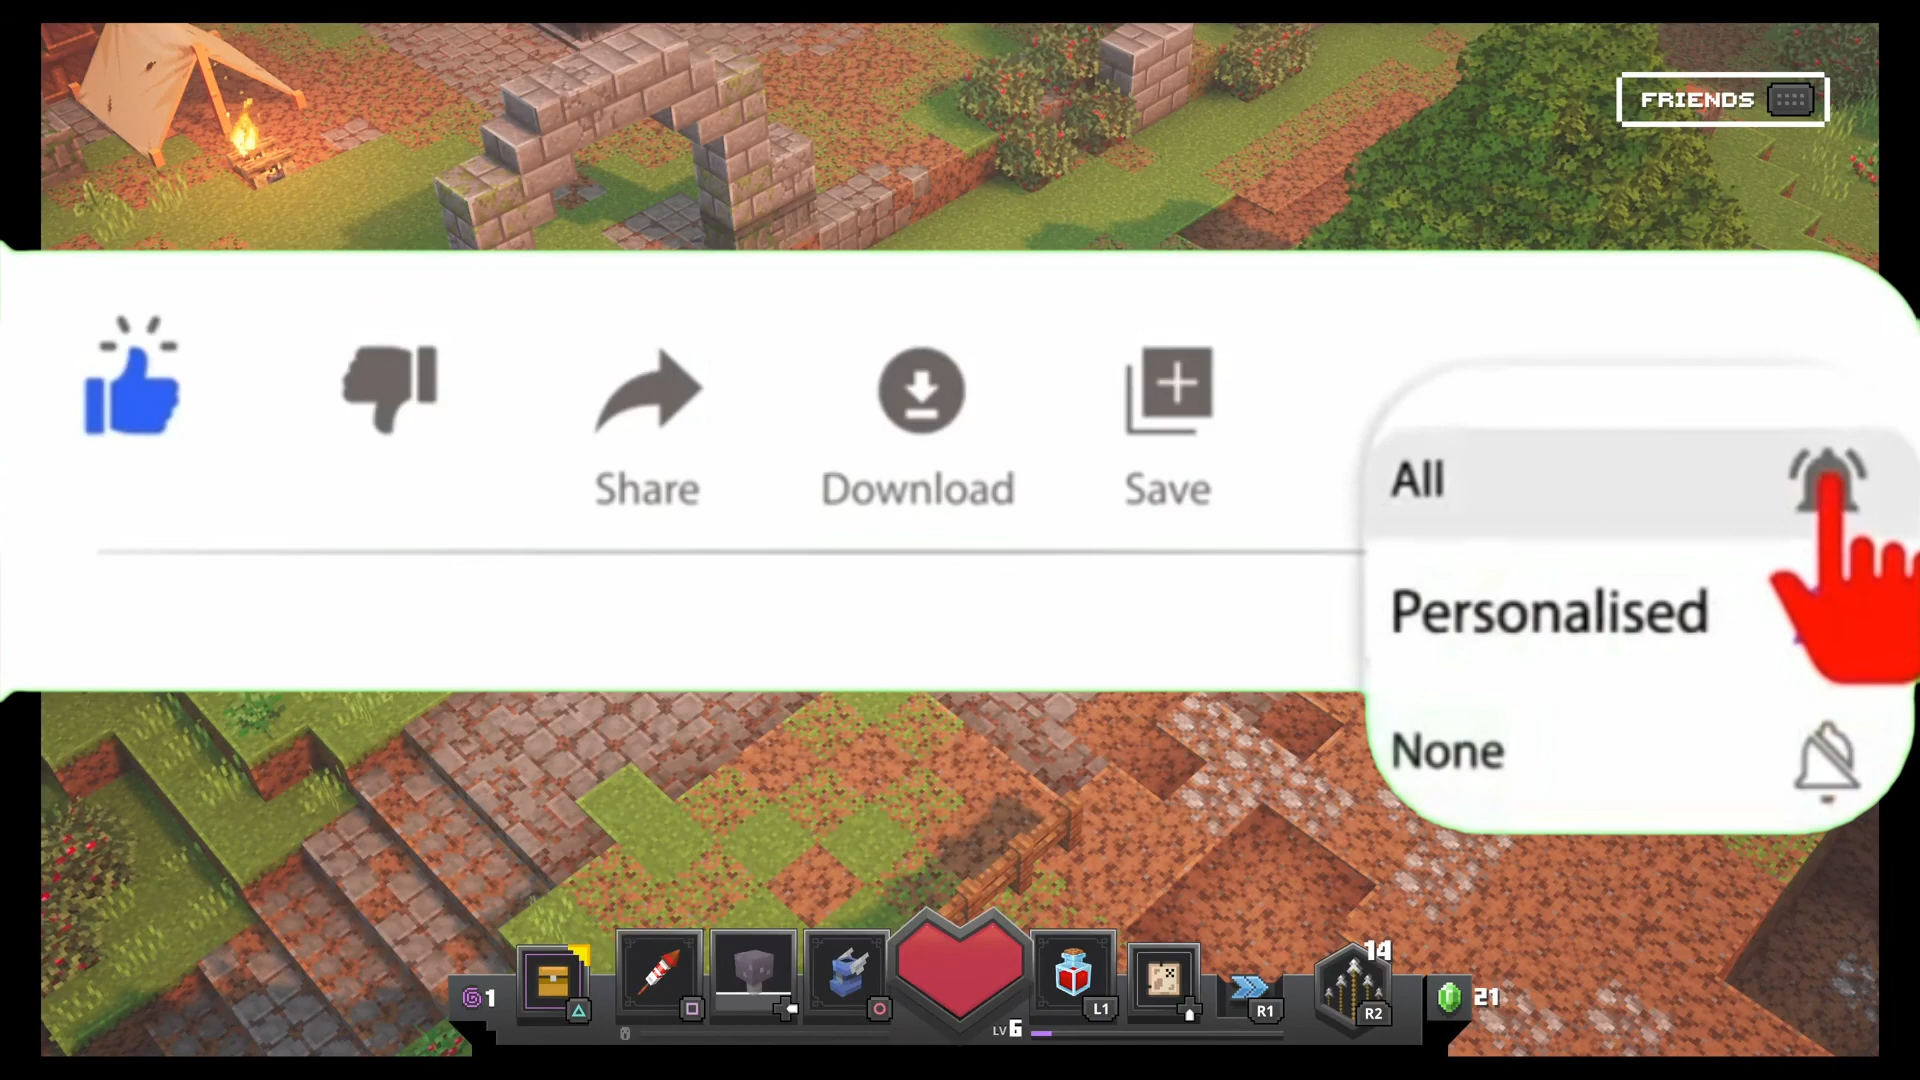 FRIENDS
All
Share Download Save
Personalised
None
14
1
L1 R1 R2 21
LV 6